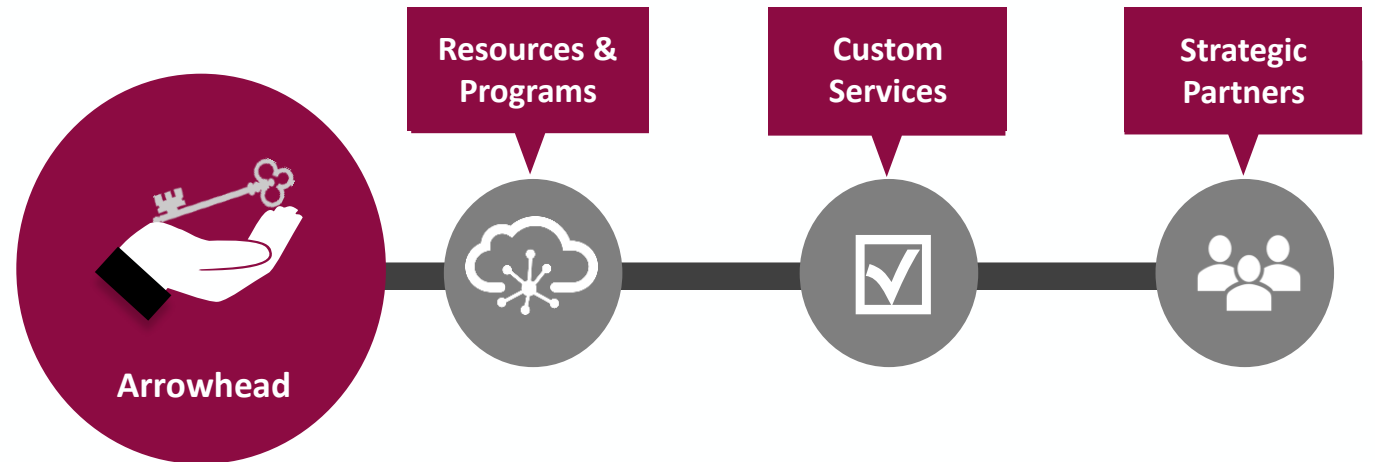 Resources &
Programs
Custom
Services
Strategic
Partners
Arrowhead